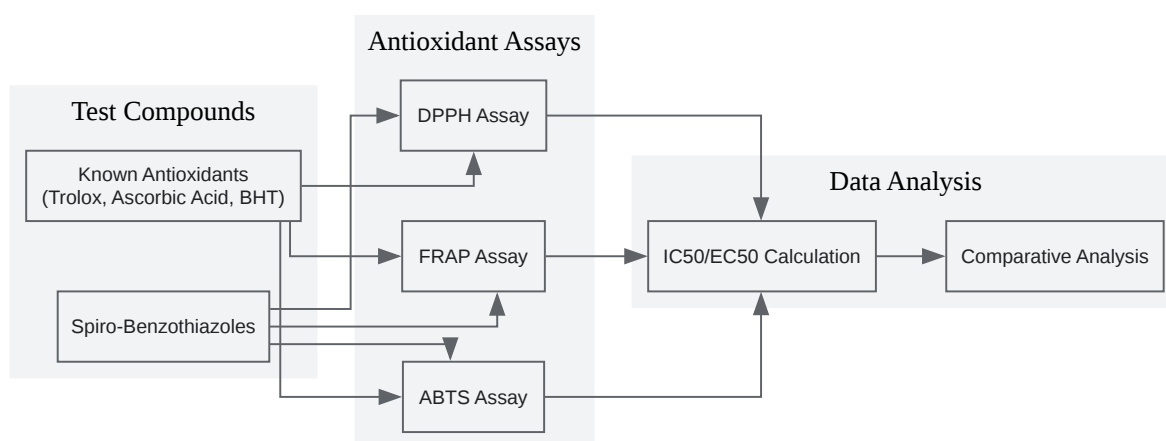 Test Compounds
Known Antioxidants
(Trolox, Ascorbic Acid, BHT)
Spiro-Benzothiazoles
Antioxidant Assays
DPPH Assay
FRAP Assay
ABTS Assay
Data Analysis
IC50/EC50 Calculation
Comparative Analysis